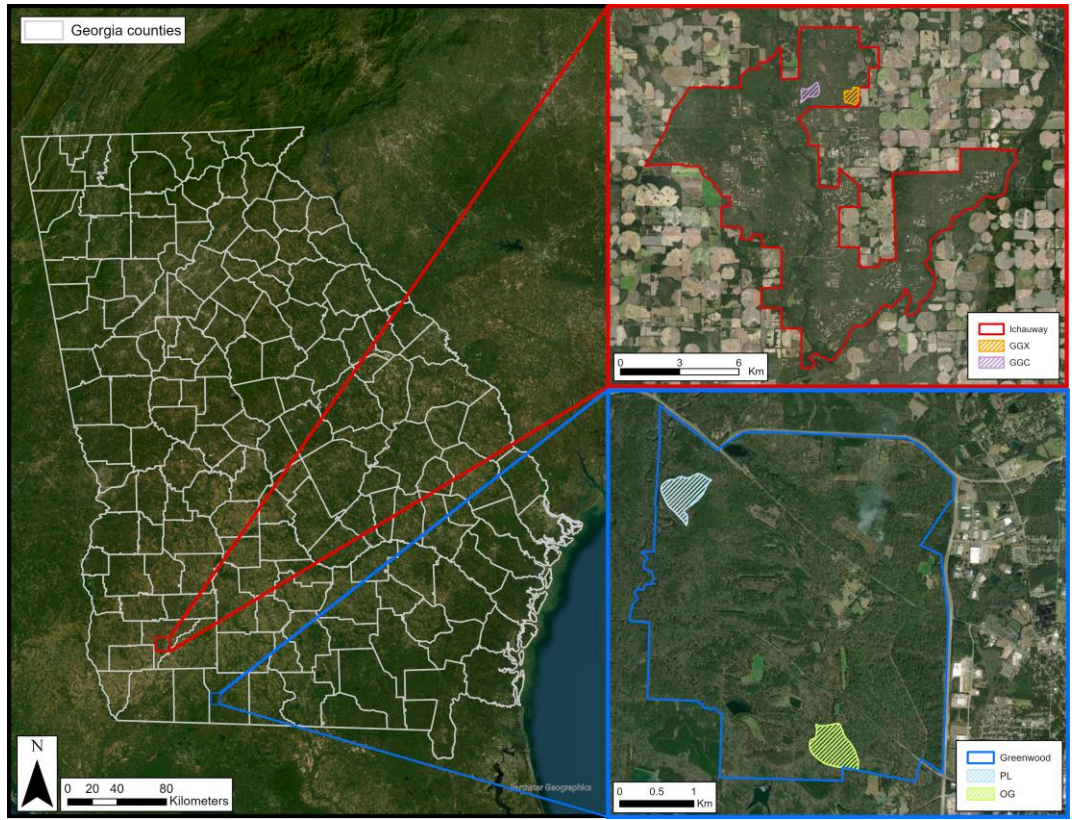 Georgia counties
N
0 20 40 80
Kilometers
Earthstar Geographics
Ichauway
GGX
GGC
0 3 6
Km
Greenwood
PL
OG
0 0.5 1
Km